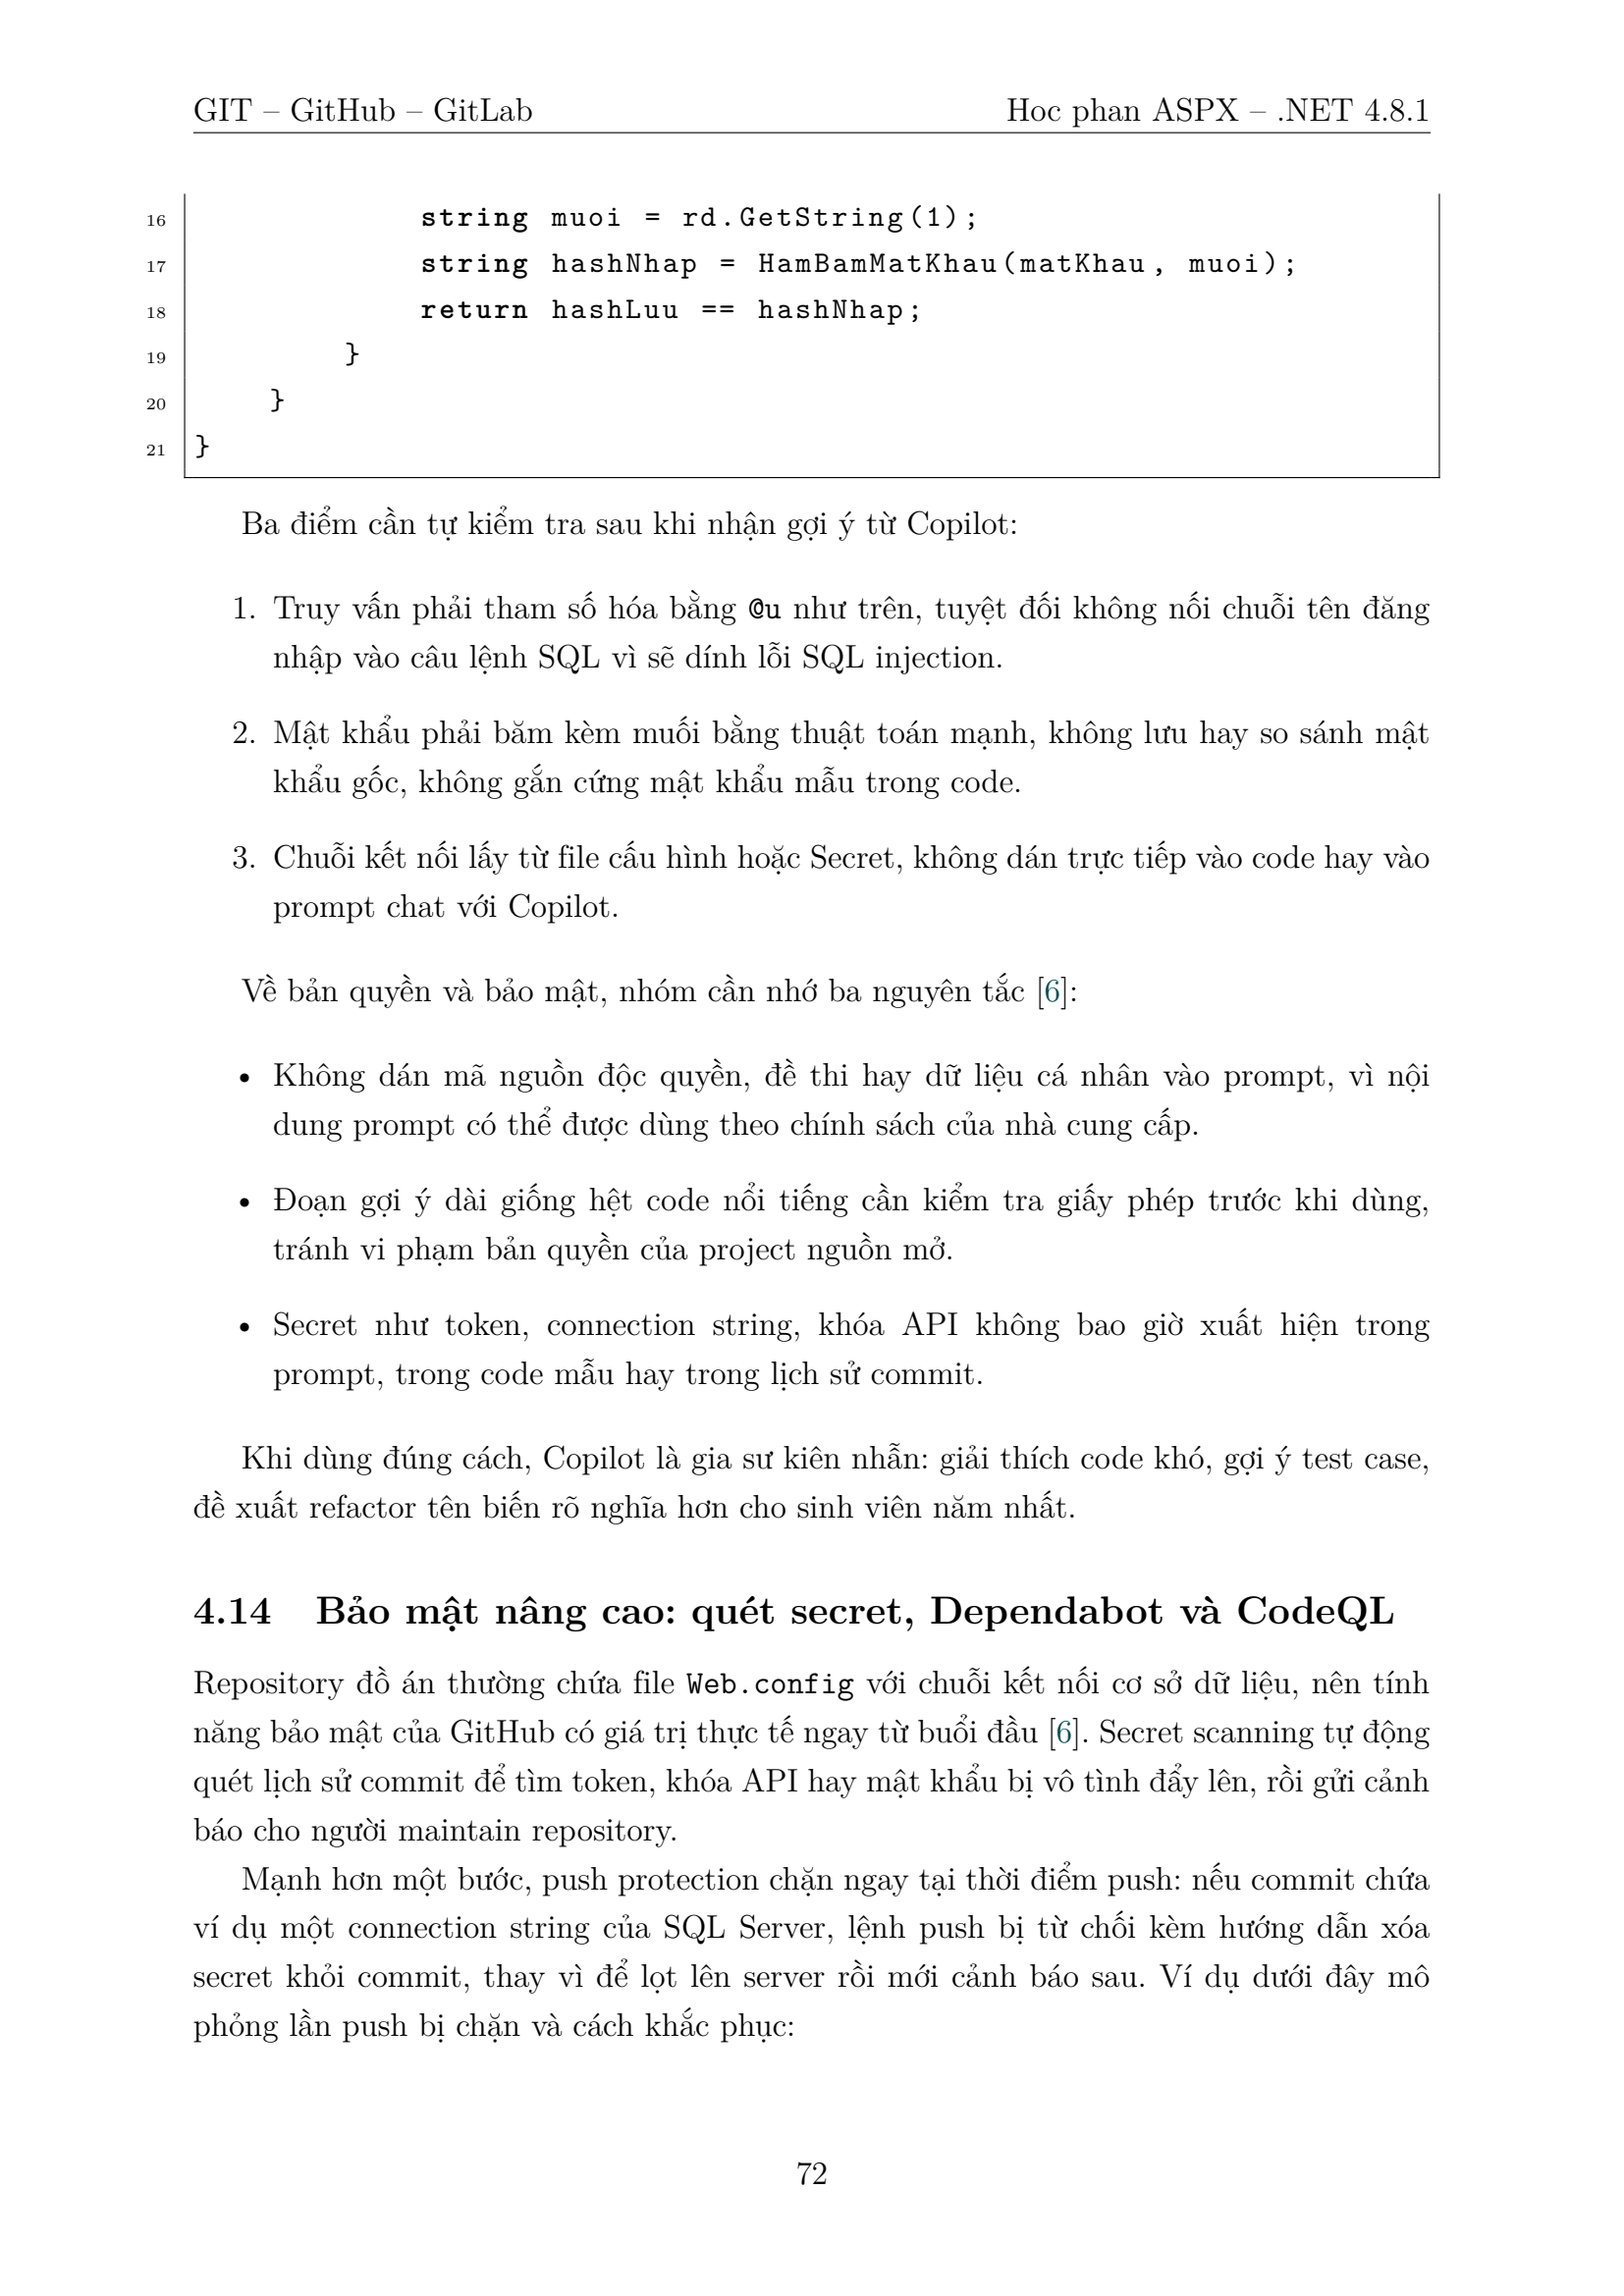 GIT – GitHub – GitLab Hoc phan ASPX – .NET 4.8.1
16 string muoi = rd.GetString(1);
17 string hashNhap = HamBamMatKhau(matKhau, muoi);
18 return hashLuu == hashNhap;
19 }
20 }
21 }
Ba điểm cần tự kiểm tra sau khi nhận gợi ý từ Copilot:
1. Truy vấn phải tham số hóa bằng @u như trên, tuyệt đối không nối chuỗi tên đăng
nhập vào câu lệnh SQL vì sẽ dính lỗi SQL injection.
2. Mật khẩu phải băm kèm muối bằng thuật toán mạnh, không lưu hay so sánh mật
khẩu gốc, không gắn cứng mật khẩu mẫu trong code.
3. Chuỗi kết nối lấy từ file cấu hình hoặc Secret, không dán trực tiếp vào code hay vào
prompt chat với Copilot.
Về bản quyền và bảo mật, nhóm cần nhớ ba nguyên tắc [6]:
• Không dán mã nguồn độc quyền, đề thi hay dữ liệu cá nhân vào prompt, vì nội
dung prompt có thể được dùng theo chính sách của nhà cung cấp.
• Đoạn gợi ý dài giống hệt code nổi tiếng cần kiểm tra giấy phép trước khi dùng,
tránh vi phạm bản quyền của project nguồn mở.
• Secret như token, connection string, khóa API không bao giờ xuất hiện trong
prompt, trong code mẫu hay trong lịch sử commit.
Khi dùng đúng cách, Copilot là gia sư kiên nhẫn: giải thích code khó, gợi ý test case,
đề xuất refactor tên biến rõ nghĩa hơn cho sinh viên năm nhất.
4.14 Bảo mật nâng cao: quét secret, Dependabot và CodeQL
Repository đồ án thường chứa file Web.config với chuỗi kết nối cơ sở dữ liệu, nên tính
năng bảo mật của GitHub có giá trị thực tế ngay từ buổi đầu [6]. Secret scanning tự động
quét lịch sử commit để tìm token, khóa API hay mật khẩu bị vô tình đẩy lên, rồi gửi cảnh
báo cho người maintain repository.
Mạnh hơn một bước, push protection chặn ngay tại thời điểm push: nếu commit chứa
ví dụ một connection string của SQL Server, lệnh push bị từ chối kèm hướng dẫn xóa
secret khỏi commit, thay vì để lọt lên server rồi mới cảnh báo sau. Ví dụ dưới đây mô
phỏng lần push bị chặn và cách khắc phục:
72